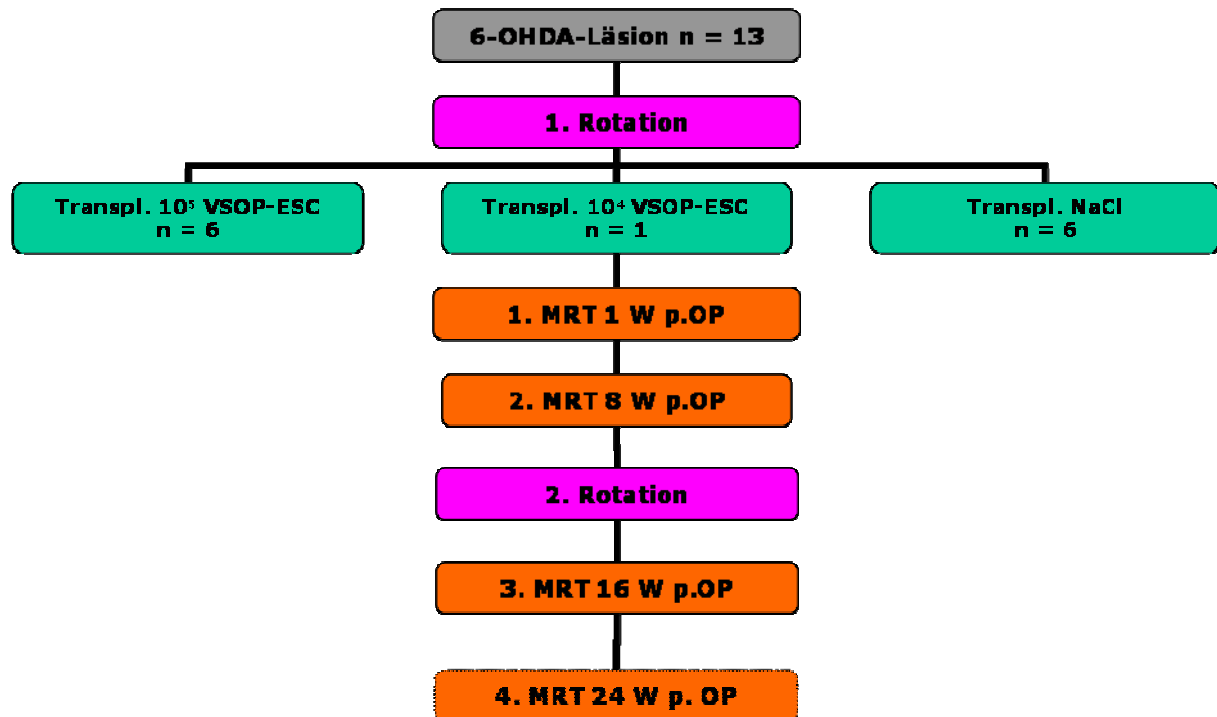 6-OHDA-Läsion n = 13
1. Rotation
Transpl. 10⁵ VSOP-ESC
n = 6
Transpl. 10⁴ VSOP-ESC
n = 1
Transpl. NaCl
n = 6
1. MRT 1 W p.OP
2. MRT 8 W p.OP
2. Rotation
3. MRT 16 W p.OP
4. MRT 24 W p. OP